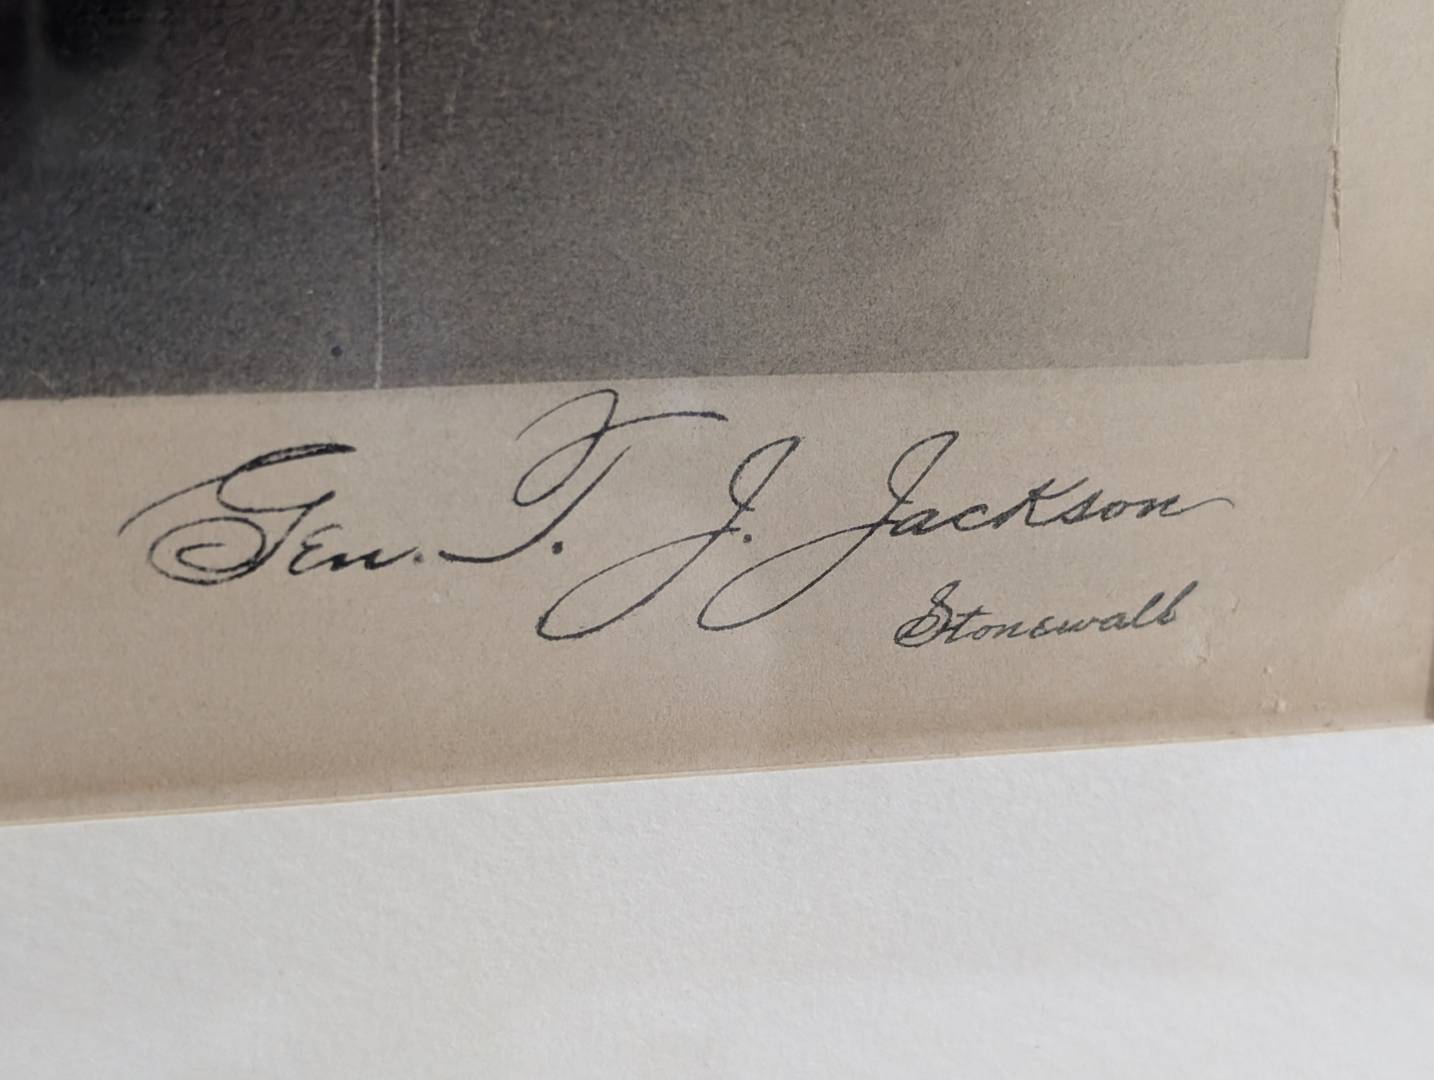 Gen. T. J. Jackson
Stonewall